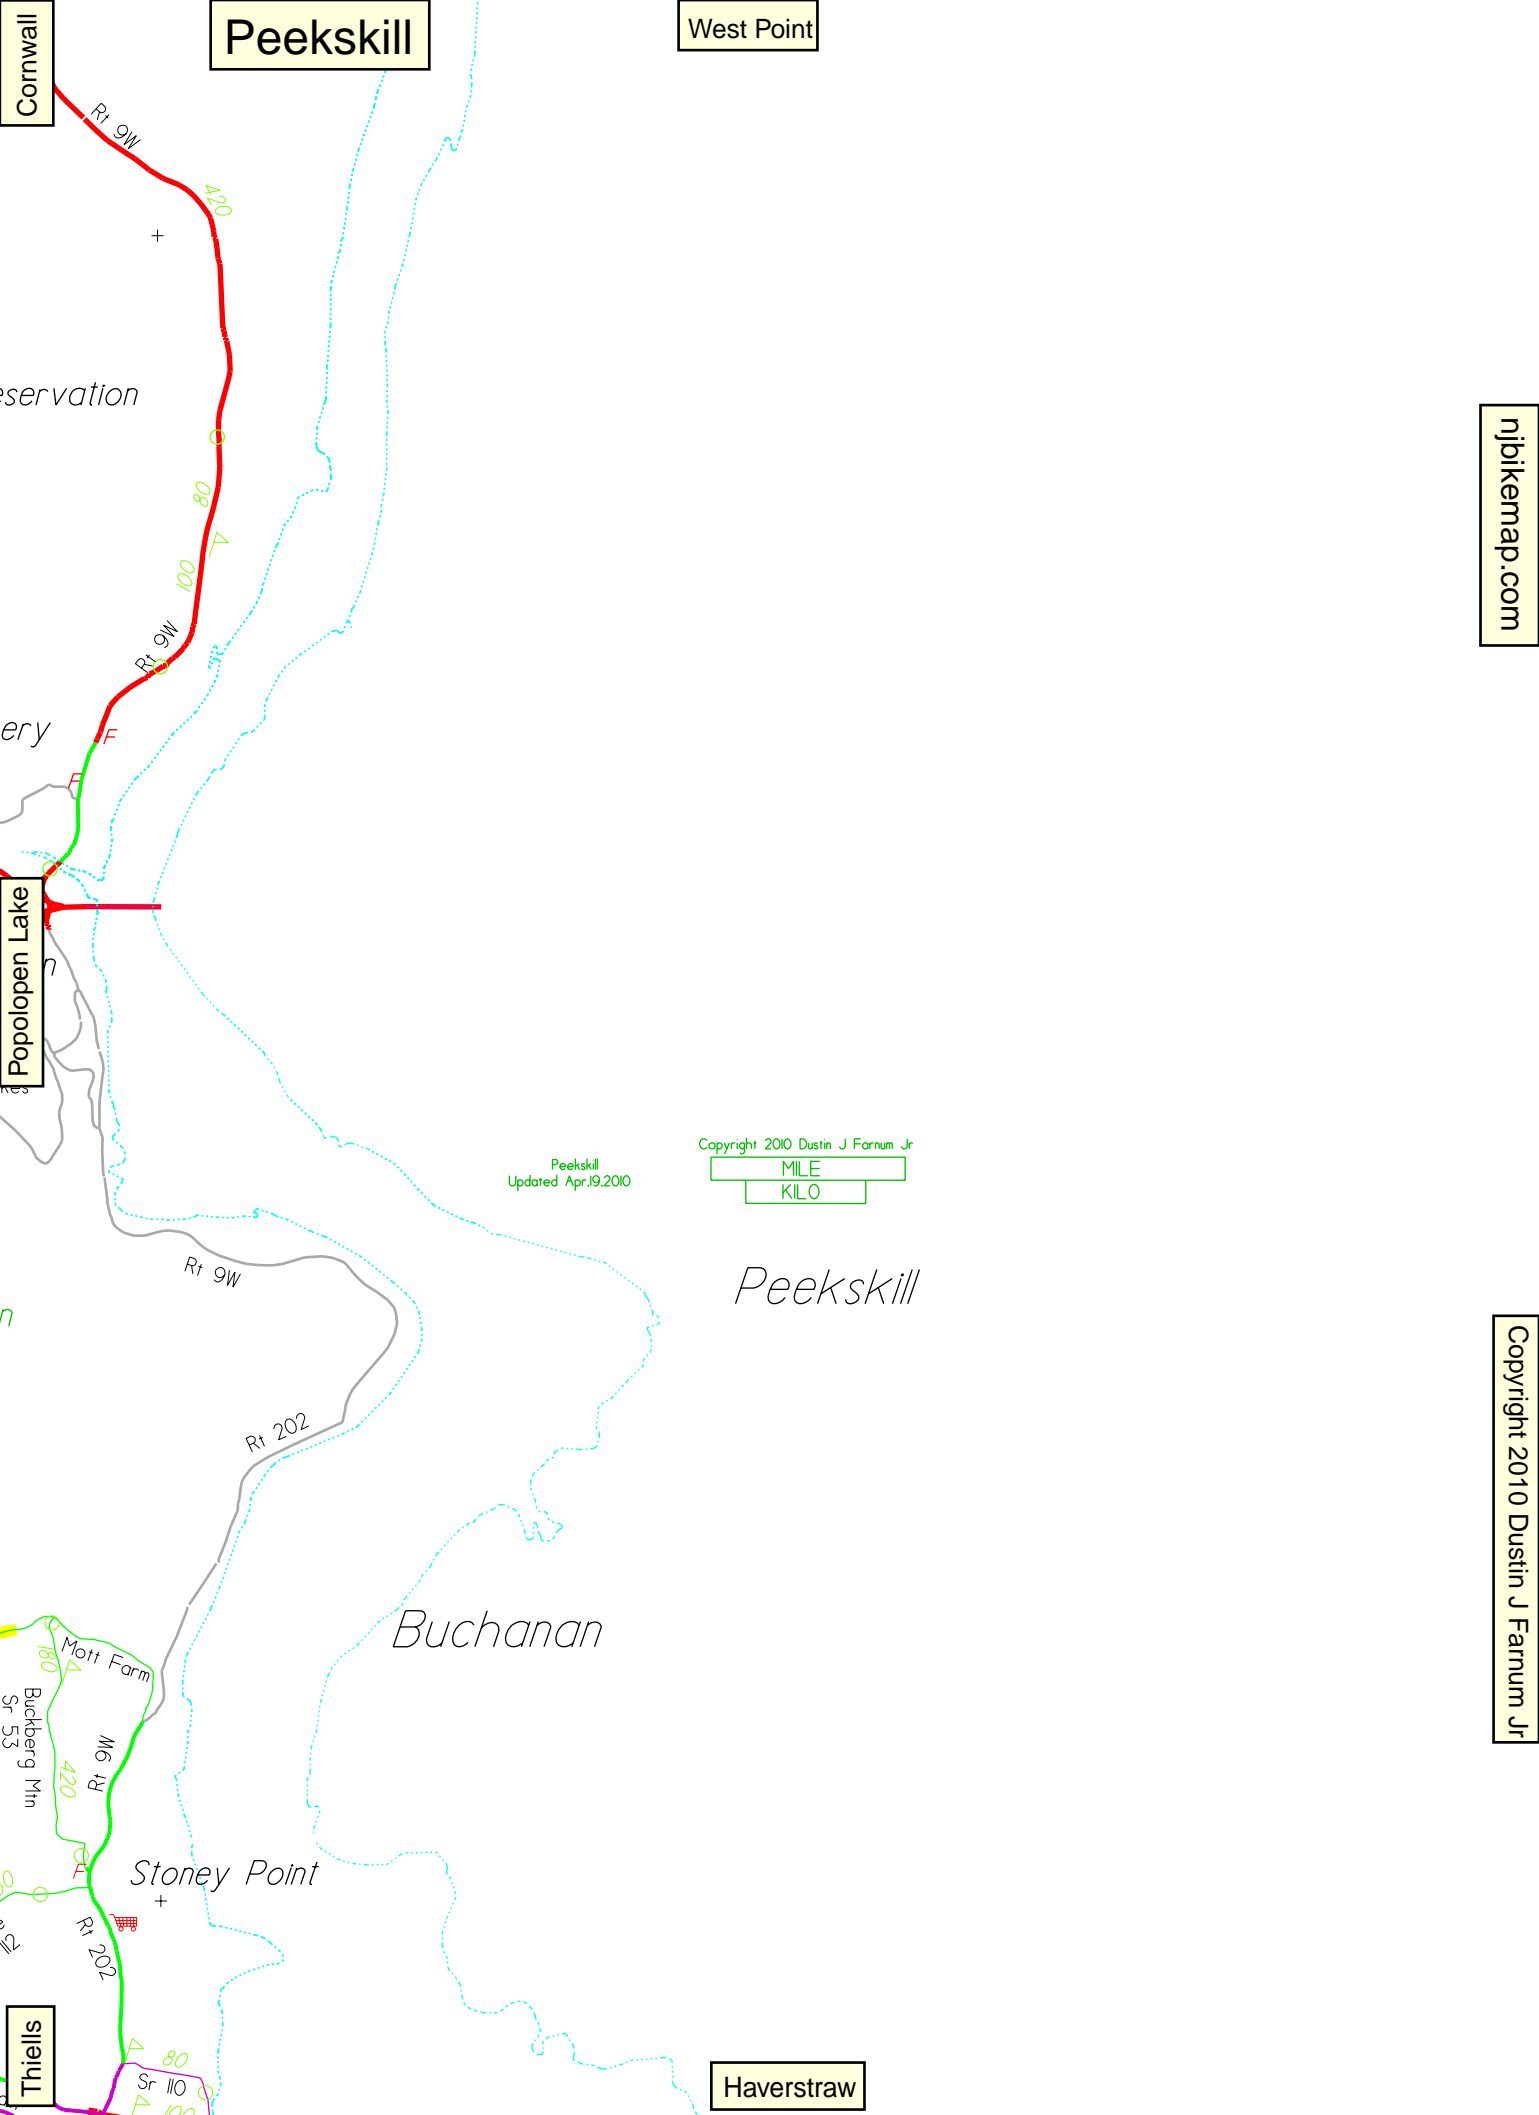 Cornwall
Peekskill
West Point
Rt 9W
420
eservation
njbikemap.com
80
100
Rt 9W
ery
F
F
Popolopen Lake
n
kes
Copyright 2010 Dustin J Farnum Jr
MILE
KILO
Peekskill
Updated Apr.19.2010
Rt 9W
Peekskill
n
Copyright 2010 Dustin J Farnum Jr
Rt 202
Buchanan
Mott Farm
180
Buckberg Mtn
Sr 53
Rt 9W
420
F
Stoney Point
112
Rt 202
Thiells
80
Sr 110
100
Haverstraw